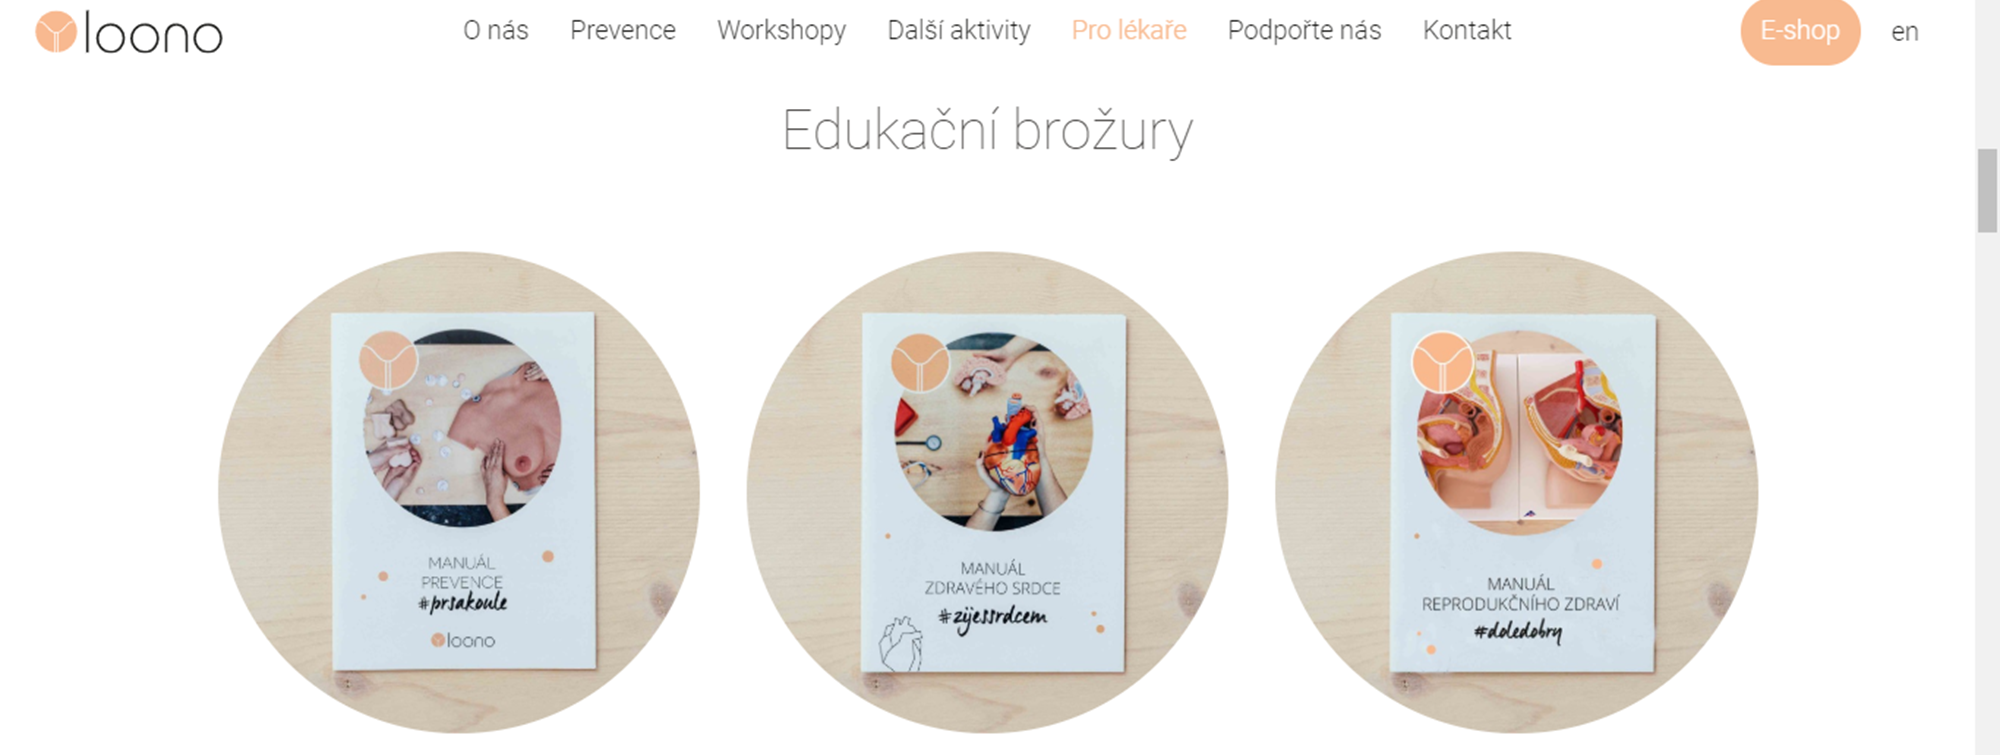 loono
O nás Prevence Workshopy Další aktivity Pro lékaře Podpořte nás Kontakt E-shop en
Edukační brožury
MANUÁL
PREVENCE
#prsakoule
loono
MANUÁL
ZDRAVÉHO SRDCE
#zijessrdcem
MANUÁL
REPRODUKČNÍHO ZDRAVÍ
#doledobry